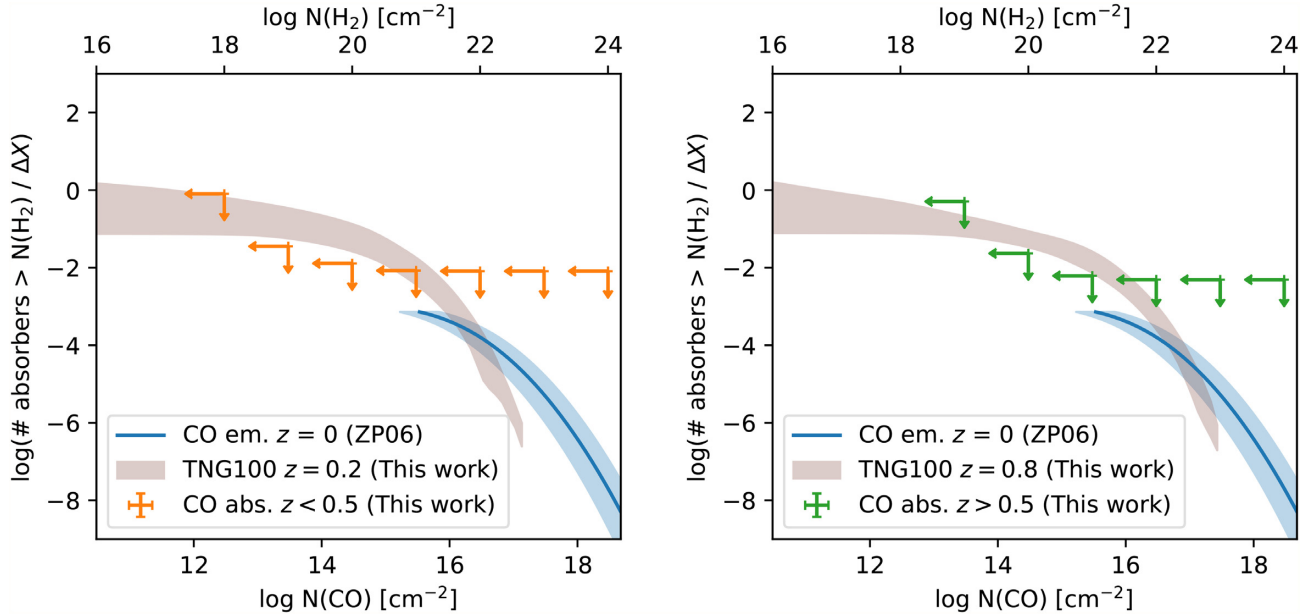 log N(H₂) [cm⁻²]
16 18 20 22 24
2
0
−2
−4
−6
−8
log(# absorbers > N(H₂) / ΔX)
CO em. z = 0 (ZP06)
TNG100 z = 0.2 (This work)
CO abs. z < 0.5 (This work)
12 14 16 18
log N(CO) [cm⁻²]
log N(H₂) [cm⁻²]
16 18 20 22 24
2
0
−2
−4
−6
−8
log(# absorbers > N(H₂) / ΔX)
CO em. z = 0 (ZP06)
TNG100 z = 0.8 (This work)
CO abs. z > 0.5 (This work)
12 14 16 18
log N(CO) [cm⁻²]